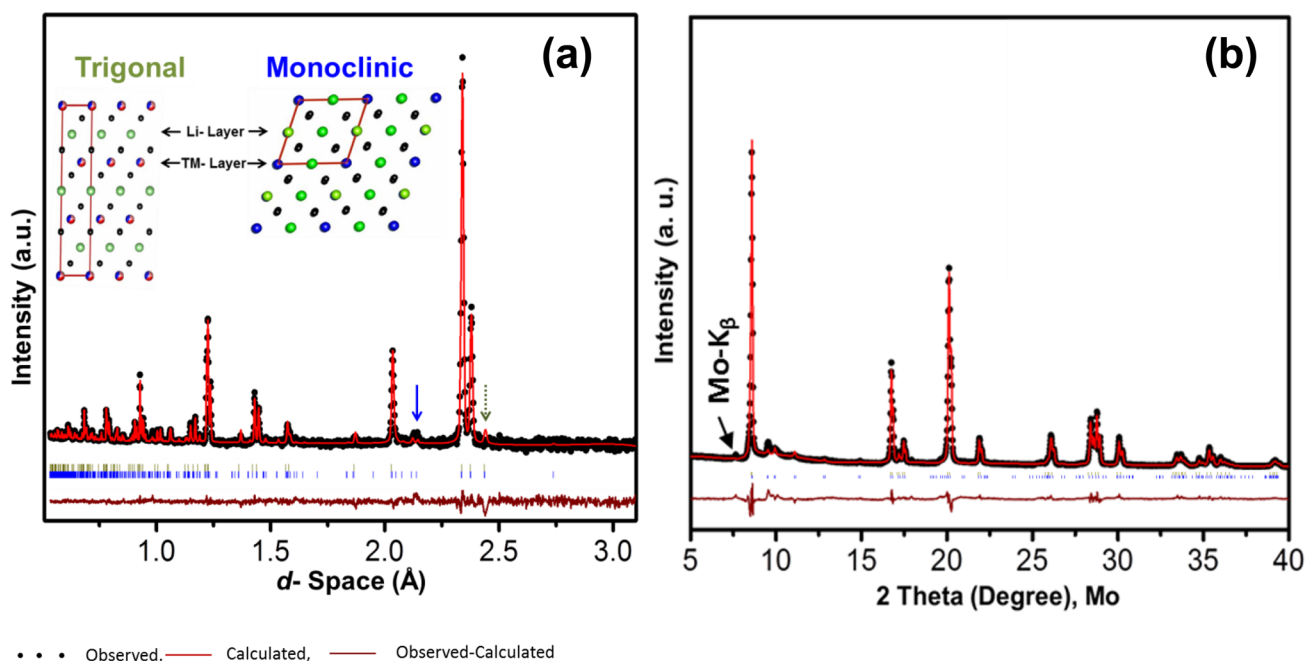 (a)
Trigonal
Monoclinic
Li- Layer
TM- Layer
Intensity (a.u.)
1.0 1.5 2.0 2.5 3.0
d- Space (Å)
(b)
Mo-Kβ
Intensity (a. u.)
5 10 15 20 25 30 35 40
2 Theta (Degree), Mo
Observed. Calculated, Observed-Calculated